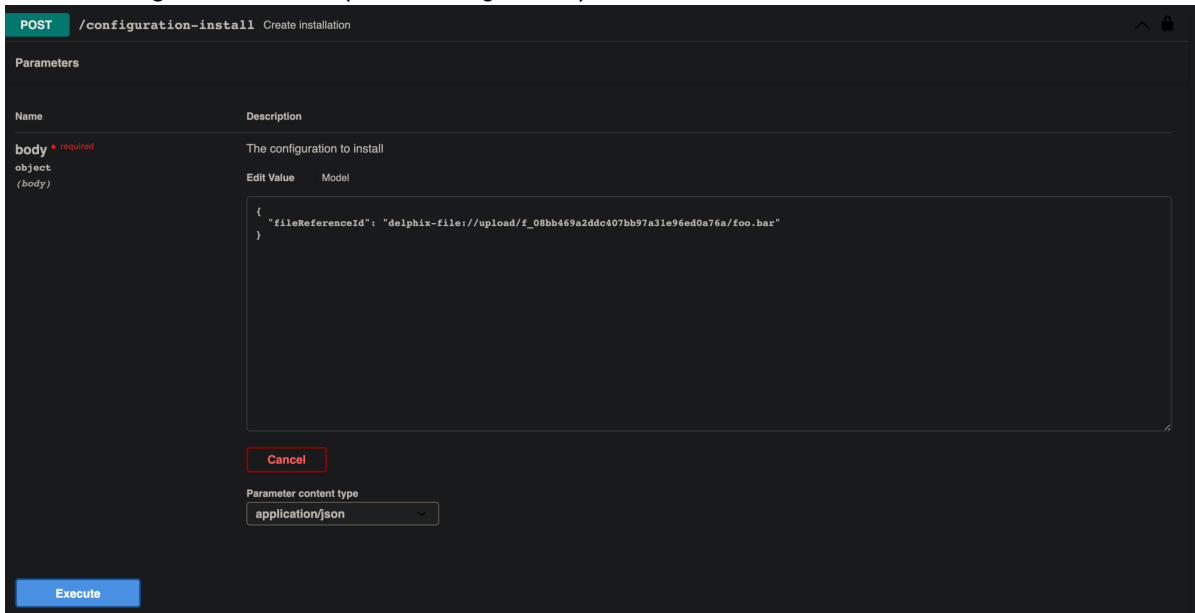 POST /configuration-install Create installation
Parameters
Name Description
body * required
object
(body)
The configuration to install
Edit Value Model
{
"fileReferenceId": "delphix-file://upload/f_08bb469a2ddc407bb97a31e96ed0a76a/foo.bar"
}
Cancel
Parameter content type
application/json
Execute